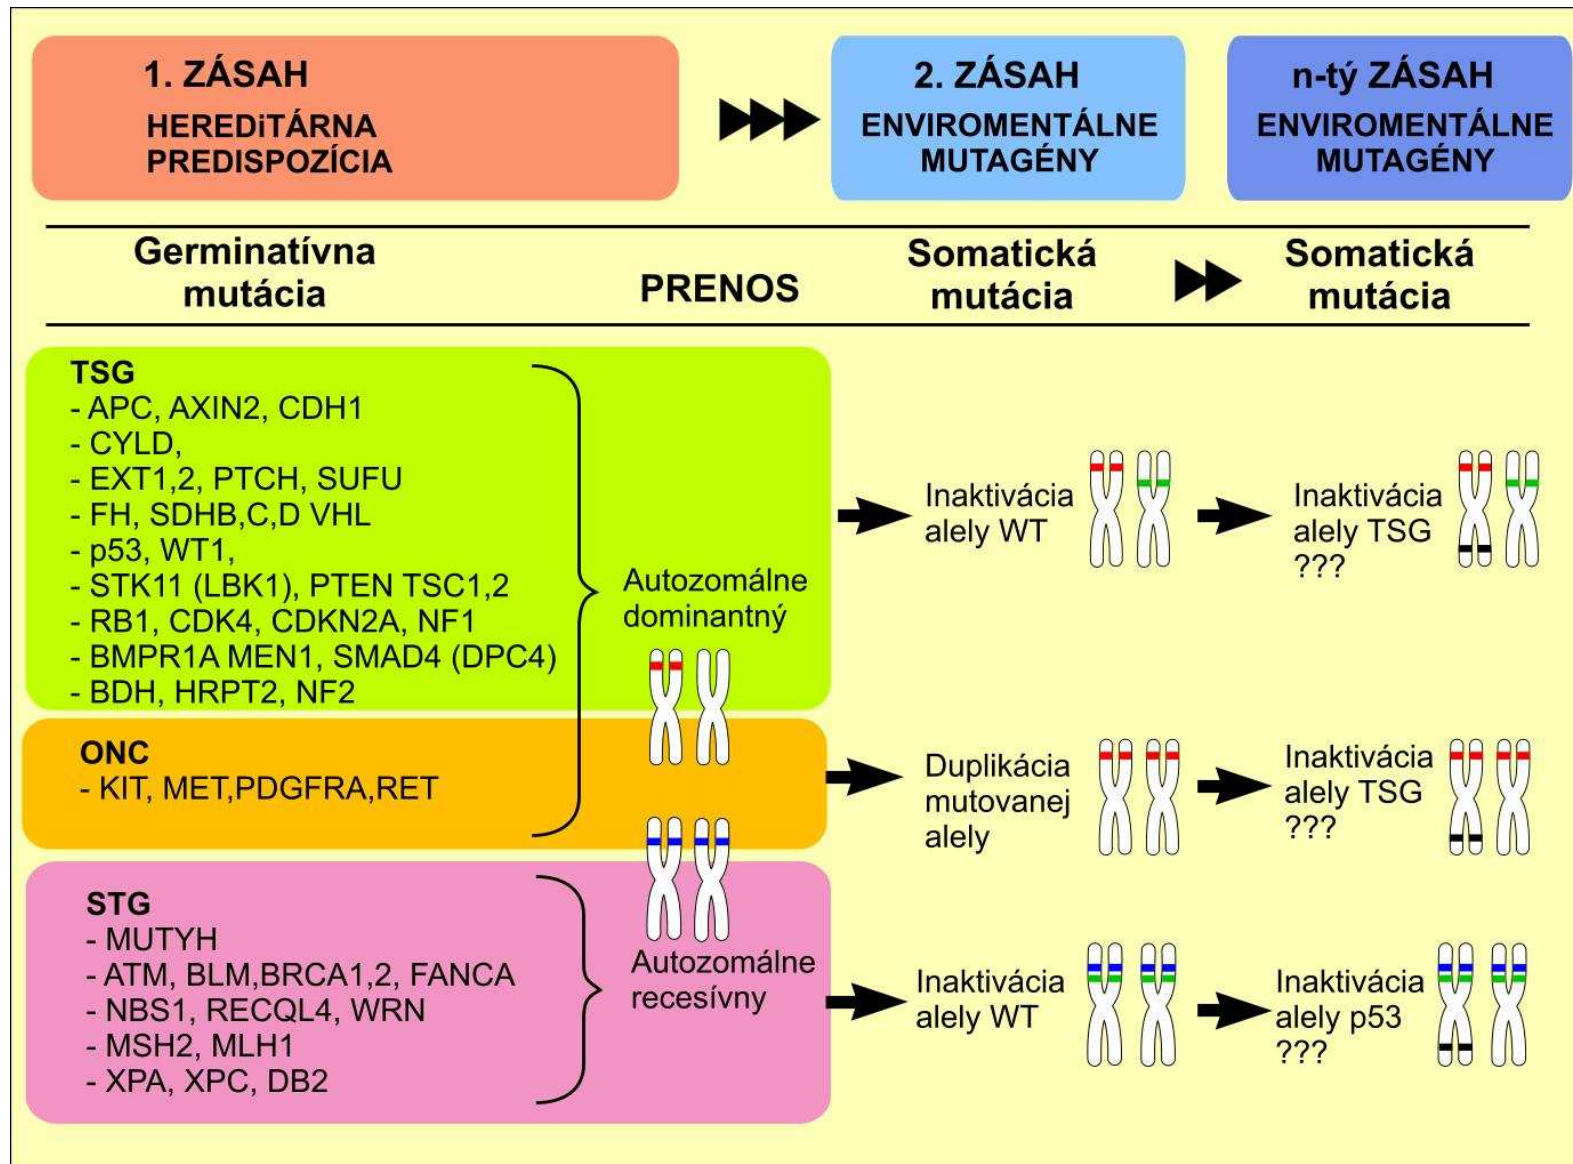 1. ZÁSAH
HEREDiTÁRNA
PREDISPOZÍCIA
2. ZÁSAH
ENVIROMENTÁLNE
MUTAGÉNY
n-tý ZÁSAH
ENVIROMENTÁLNE
MUTAGÉNY
Germinatívna
mutácia
PRENOS
Somatická
mutácia
Somatická
mutácia
TSG
- APC, AXIN2, CDH1
- CYLD,
- EXT1,2, PTCH, SUFU
- FH, SDHB,C,D VHL
- p53, WT1,
- STK11 (LBK1), PTEN TSC1,2
- RB1, CDK4, CDKN2A, NF1
- BMPR1A MEN1, SMAD4 (DPC4)
- BDH, HRPT2, NF2
Autozomálne
dominantný
Inaktivácia
alely WT
Inaktivácia
alely TSG
???
ONC
- KIT, MET,PDGFRA,RET
Duplikácia
mutovanej
alely
Inaktivácia
alely TSG
???
STG
- MUTYH
- ATM, BLM,BRCA1,2, FANCA
- NBS1, RECQL4, WRN
- MSH2, MLH1
- XPA, XPC, DB2
Autozomálne
recesívny
Inaktivácia
alely WT
Inaktivácia
alely p53
???